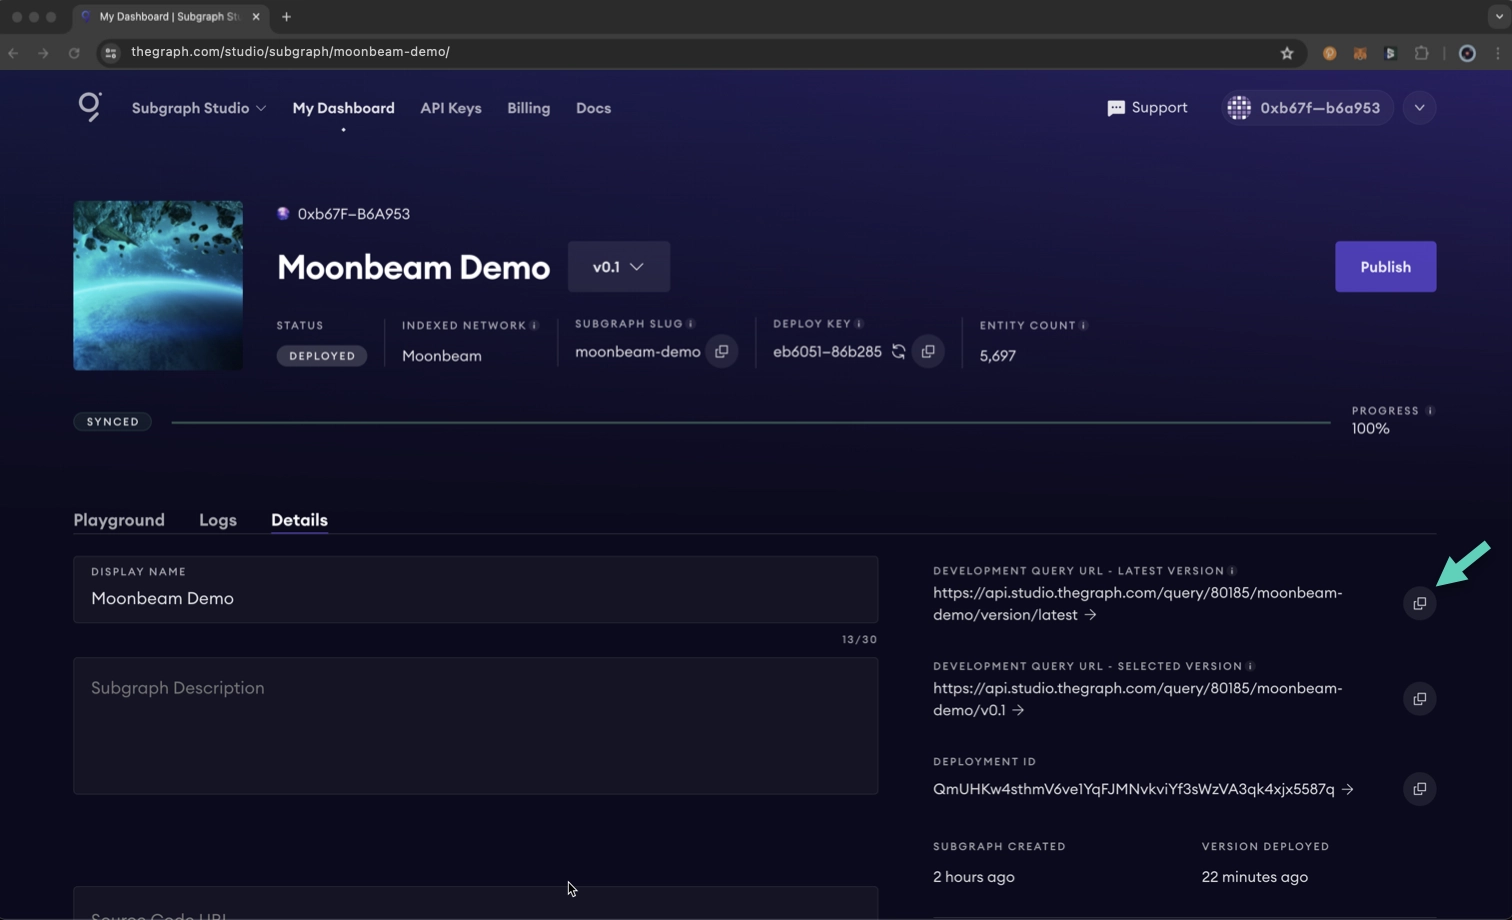 My Dashboard | Subgraph Stu
thegraph.com/studio/subgraph/moonbeam-demo/
Subgraph Studio
My Dashboard
API Keys
Billing
Docs
Support
0xb67f—b6a953
0xb67F—B6A953
Moonbeam Demo
v0.1
Publish
STATUS
DEPLOYED
INDEXED NETWORK
Moonbeam
SUBGRAPH SLUG
moonbeam-demo
DEPLOY KEY
eb6051—86b285
ENTITY COUNT
5,697
SYNCED
PROGRESS
100%
Playground
Logs
Details
DISPLAY NAME
Moonbeam Demo
13/30
Subgraph Description
Source Code URL
DEVELOPMENT QUERY URL - LATEST VERSION
https://api.studio.thegraph.com/query/80185/moonbeam-
demo/version/latest →
DEVELOPMENT QUERY URL - SELECTED VERSION
https://api.studio.thegraph.com/query/80185/moonbeam-
demo/v0.1 →
DEPLOYMENT ID
QmUHKw4sthmV6ve1YqFJMNvkviYf3sWzVA3qk4xjx5587q →
SUBGRAPH CREATED
2 hours ago
VERSION DEPLOYED
22 minutes ago